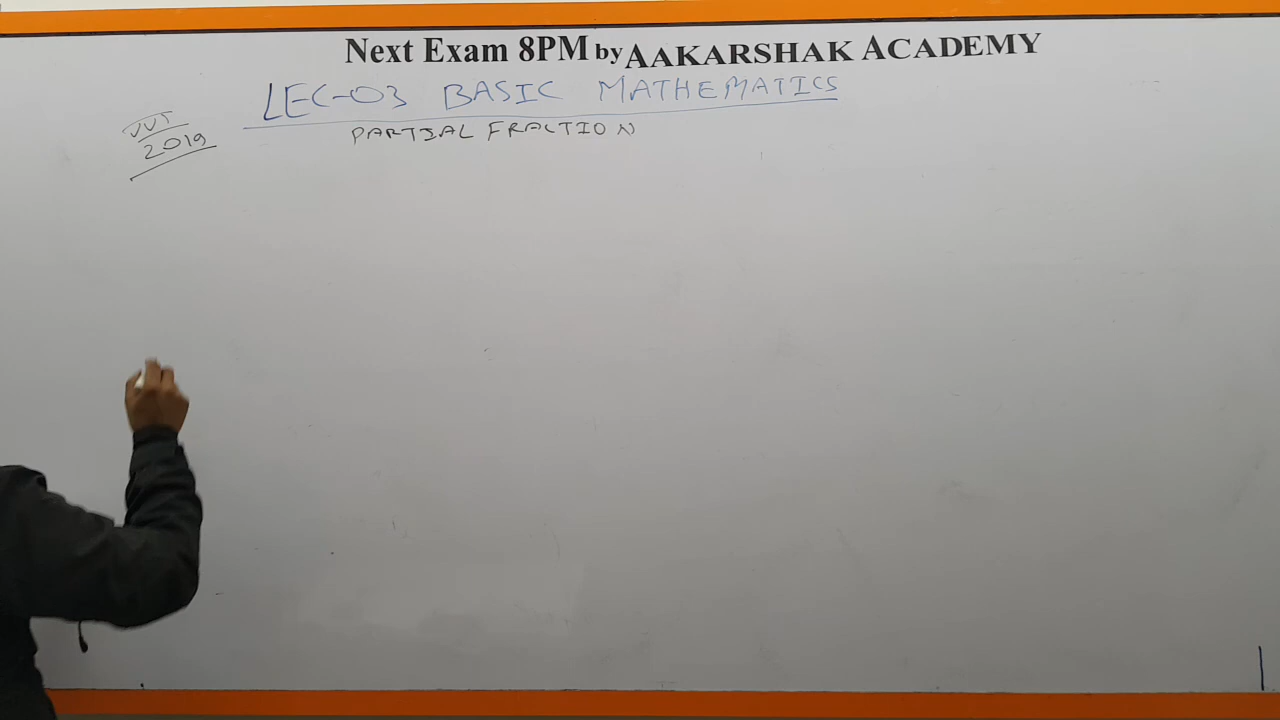 Next Exam 8PM by AAKARSHAK ACADEMY
LEC-03 BASIC MATHEMATICS
PARTIAL FRACTION
JUT
2019